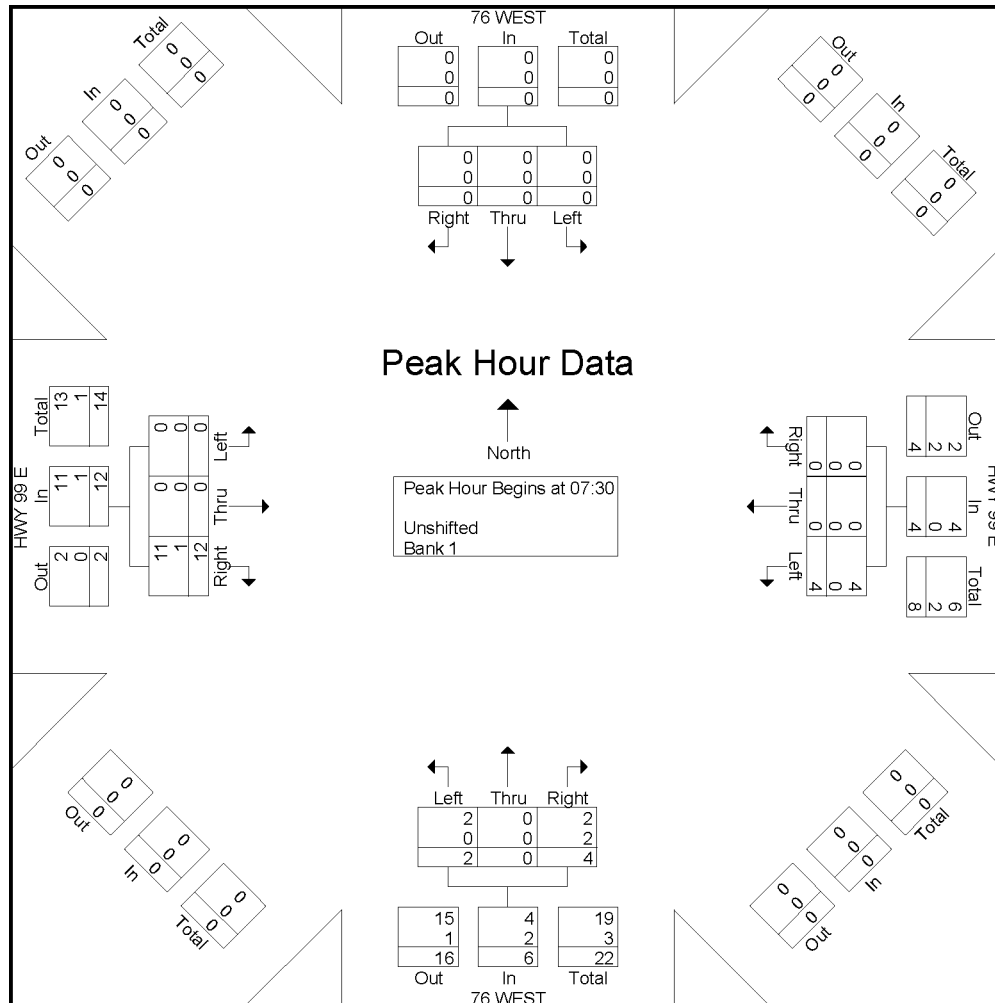 76 WEST
Out In Total
0 0 0
0 0 0
0 0 0
0 0 0
0 0 0
0 0 0
Right Thru Left
Out
0
0
0
In
0
0
0
Total
0
0
0
Out
0
0
0
In
0
0
0
Total
0
0
0
Peak Hour Data
North
Peak Hour Begins at 07:30
Unshifted
Bank 1
HWY 99 E
Total
13
1
14
In
11
1
12
Out
2
0
2
Left
0
0
0
Thru
0
0
0
Right
11
1
12
Right
0
0
0
Thru
0
0
0
Left
4
0
4
HWY 99 E
Out
2
2
4
In
4
0
4
Total
6
2
8
Left Thru Right
2 0 2
0 0 2
2 0 4
15 4 19
1 2 3
16 6 22
Out In Total
76 WEST
Out
0
0
0
In
0
0
0
Total
0
0
0
Total
0
0
0
In
0
0
0
Out
0
0
0